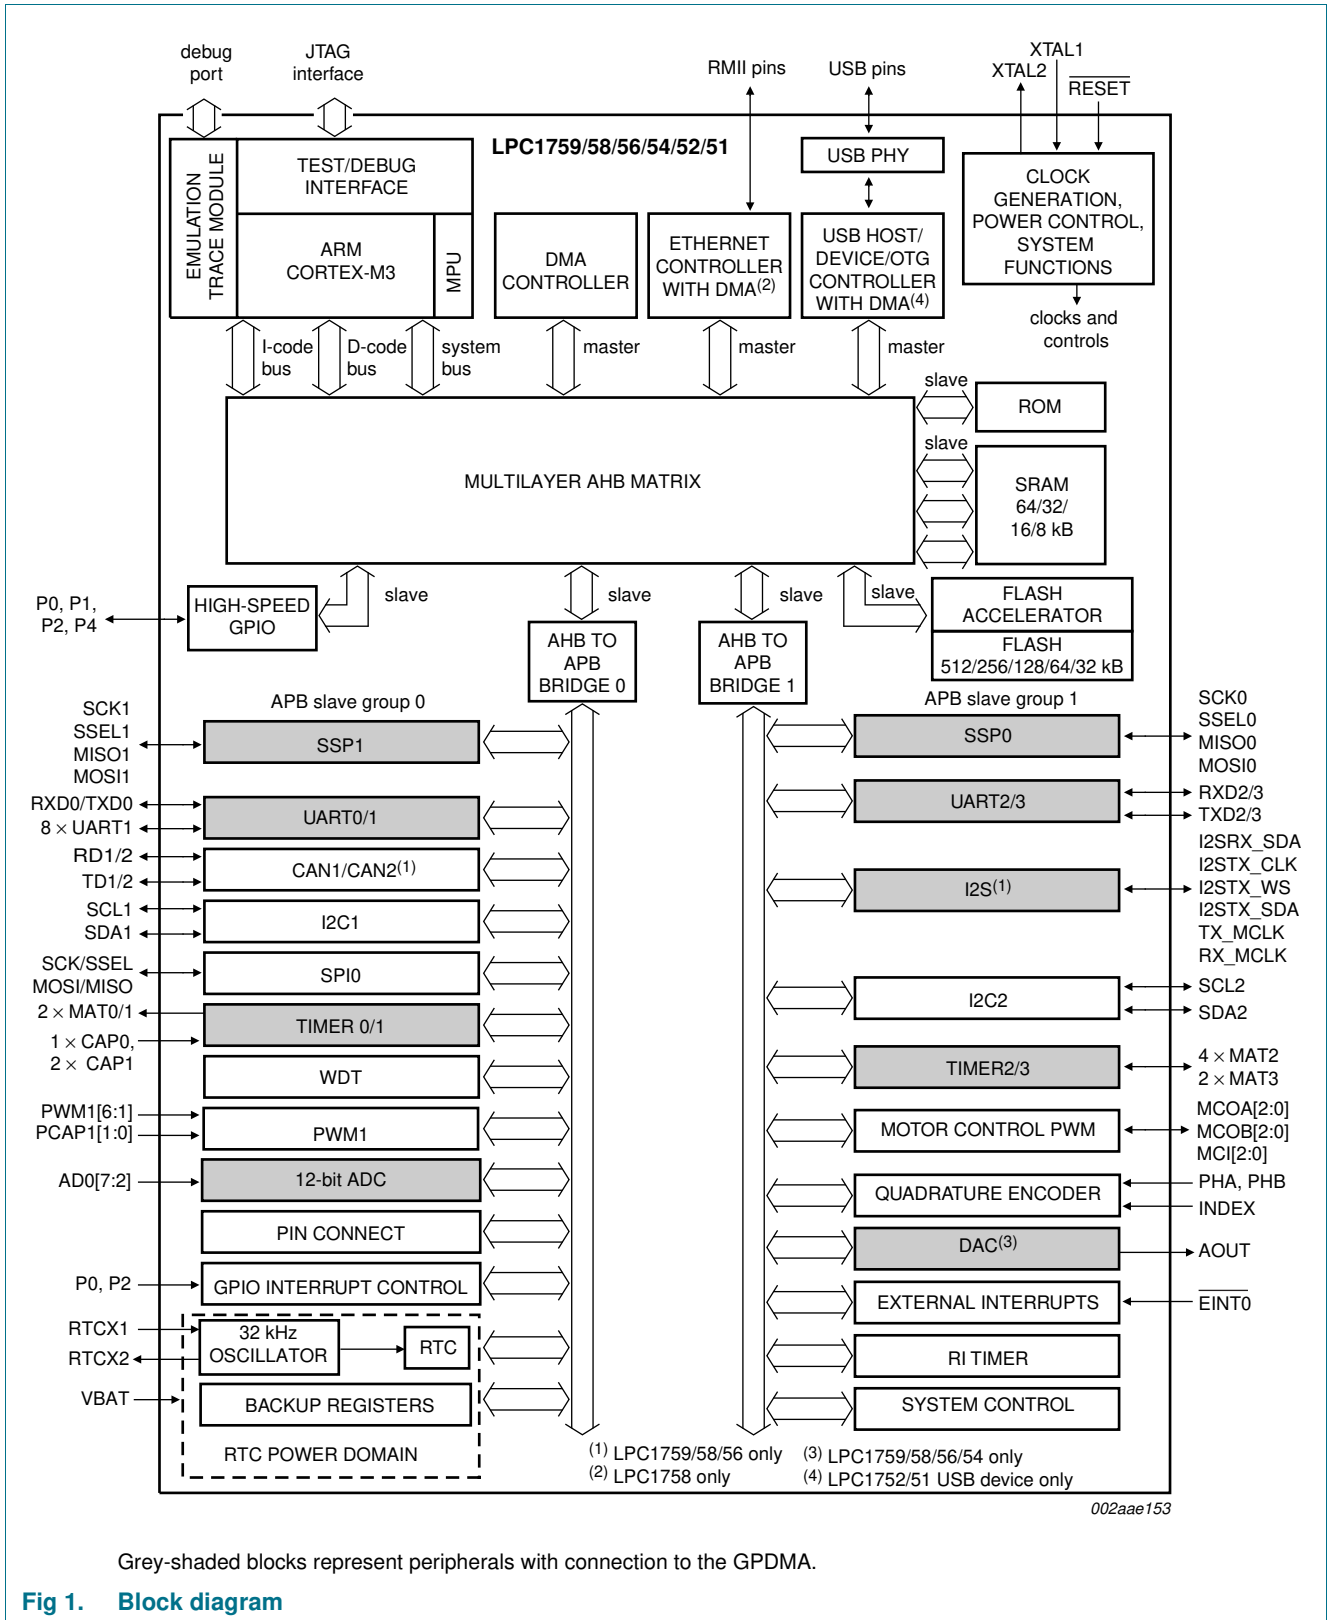 debug
port
JTAG
interface
RMII pins
USB pins
XTAL1
XTAL2
RESET
LPC1759/58/56/54/52/51
EMULATION
TRACE MODULE
TEST/DEBUG
INTERFACE
ARM
CORTEX-M3
MPU
DMA
CONTROLLER
ETHERNET
CONTROLLER
WITH DMA(2)
USB PHY
USB HOST/
DEVICE/OTG
CONTROLLER
WITH DMA(4)
CLOCK
GENERATION,
POWER CONTROL,
SYSTEM
FUNCTIONS
clocks and
controls
I-code
bus
D-code
bus
system
bus
master
master
master
slave
ROM
slave
SRAM
64/32/
16/8 kB
MULTILAYER AHB MATRIX
P0, P1,
P2, P4
HIGH-SPEED
GPIO
slave
slave
slave
slave
FLASH
ACCELERATOR
FLASH
512/256/128/64/32 kB
AHB TO
APB
BRIDGE 0
AHB TO
APB
BRIDGE 1
APB slave group 0
APB slave group 1
SCK1
SSEL1
MISO1
MOSI1
SSP1
RXD0/TXD0
8 × UART1
UART0/1
RD1/2
TD1/2
CAN1/CAN2(1)
SCL1
SDA1
I2C1
SCK/SSEL
MOSI/MISO
SPI0
2 × MAT0/1
1 × CAP0,
2 × CAP1
TIMER 0/1
WDT
PWM1[6:1]
PCAP1[1:0]
PWM1
AD0[7:2]
12-bit ADC
PIN CONNECT
P0, P2
GPIO INTERRUPT CONTROL
RTCX1
RTCX2
32 kHz
OSCILLATOR
RTC
VBAT
BACKUP REGISTERS
RTC POWER DOMAIN
SSP0
SCK0
SSEL0
MISO0
MOSI0
UART2/3
RXD2/3
TXD2/3
I2S(1)
I2SRX_SDA
I2STX_CLK
I2STX_WS
I2STX_SDA
TX_MCLK
RX_MCLK
I2C2
SCL2
SDA2
TIMER2/3
4 × MAT2
2 × MAT3
MOTOR CONTROL PWM
MCOA[2:0]
MCOB[2:0]
MCI[2:0]
QUADRATURE ENCODER
PHA, PHB
INDEX
DAC(3)
AOUT
EXTERNAL INTERRUPTS
EINT0
RI TIMER
SYSTEM CONTROL
(1) LPC1759/58/56 only
(2) LPC1758 only
(3) LPC1759/58/56/54 only
(4) LPC1752/51 USB device only
002aae153
Grey-shaded blocks represent peripherals with connection to the GPDMA.
Fig 1. Block diagram